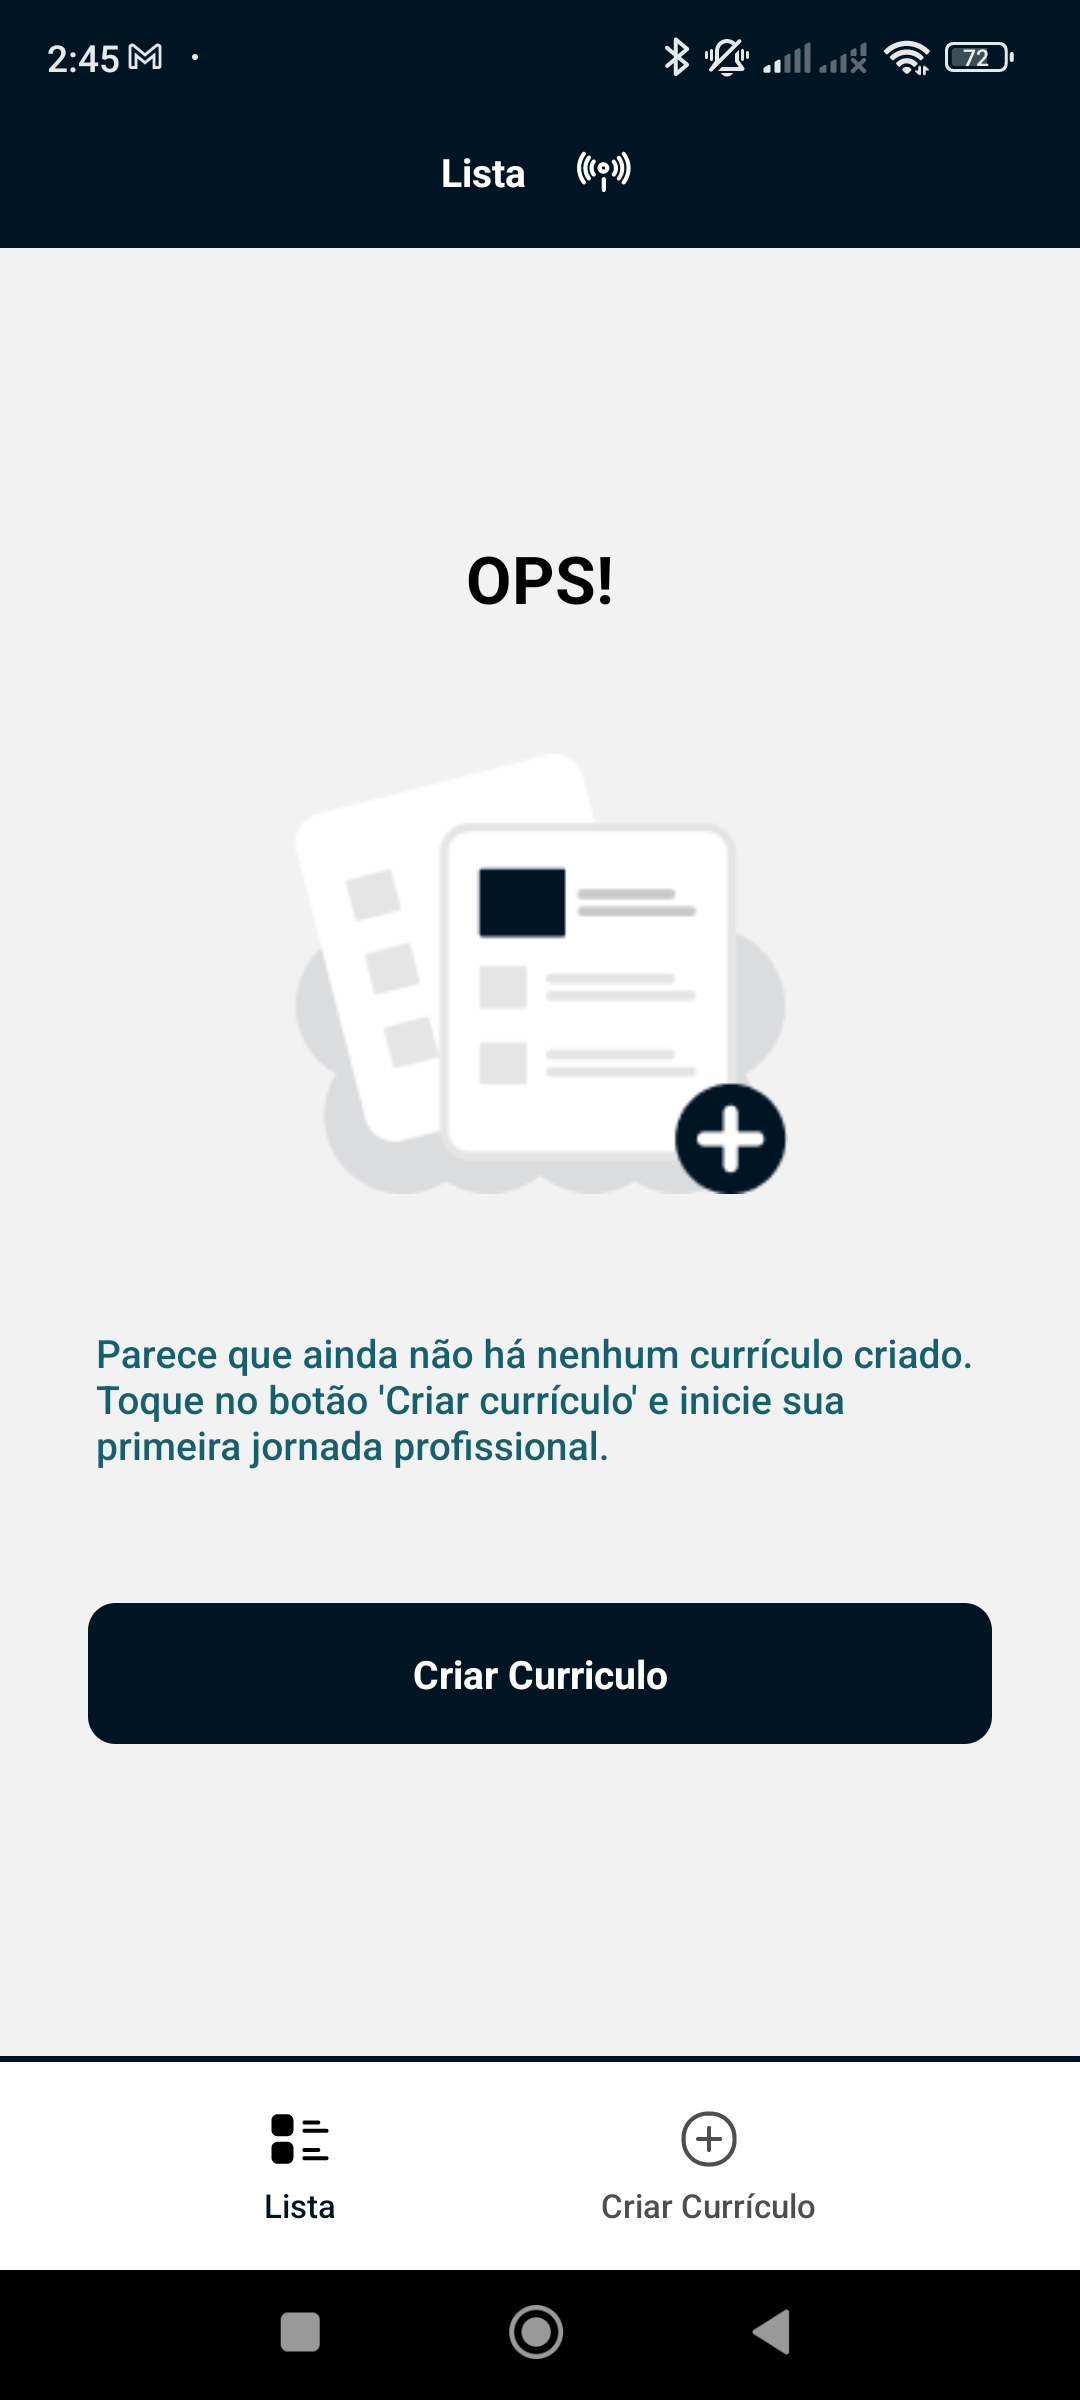 2:45
72
Lista
OPS!
Parece que ainda não há nenhum currículo criado.
Toque no botão 'Criar currículo' e inicie sua
primeira jornada profissional.
Criar Curriculo
Lista
Criar Currículo